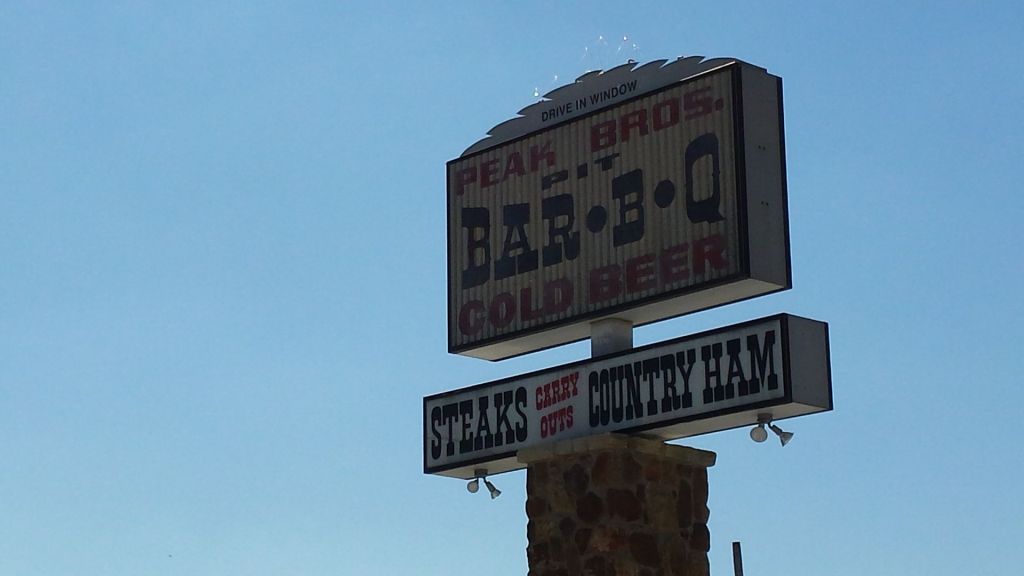 DRIVE IN WINDOW
PEAK BROS.
PIT
BAR•B•Q
COLD BEER
STEAKS CARRY OUTS COUNTRY HAM